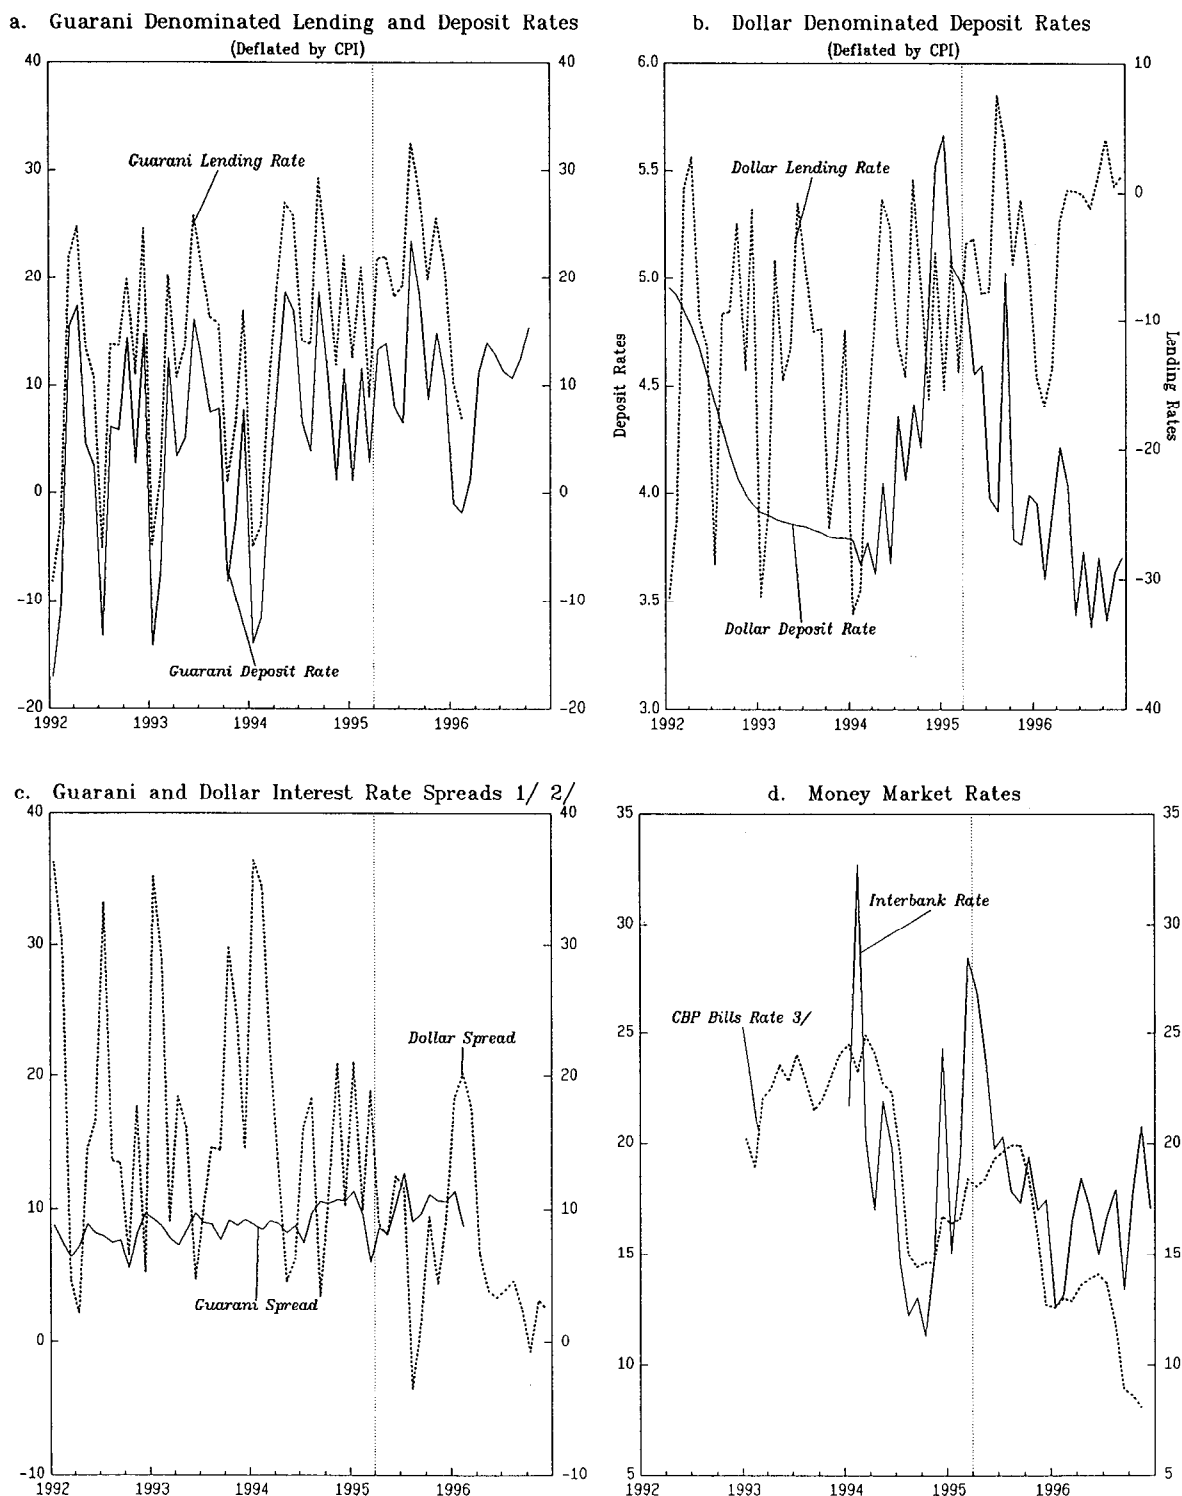 a. Guarani Denominated Lending and Deposit Rates
(Deflated by CPI)
40
30
20
10
0
-10
-20
40
30
20
10
0
-10
-20
Guarani Lending Rate
Guarani Deposit Rate
1992 1993 1994 1995 1996
b. Dollar Denominated Deposit Rates
(Deflated by CPI)
6.0
5.5
5.0
4.5
4.0
3.5
3.0
Deposit Rates
10
0
-10
-20
-30
-40
Lending Rates
Dollar Lending Rate
Dollar Deposit Rate
1992 1993 1994 1995 1996
c. Guarani and Dollar Interest Rate Spreads 1/ 2/
40
30
20
10
0
-10
40
30
20
10
0
-10
Dollar Spread
Guarani Spread
1992 1993 1994 1995 1996
d. Money Market Rates
35
30
25
20
15
10
5
35
30
25
20
15
10
5
Interbank Rate
CBP Bills Rate 3/
1992 1993 1994 1995 1996